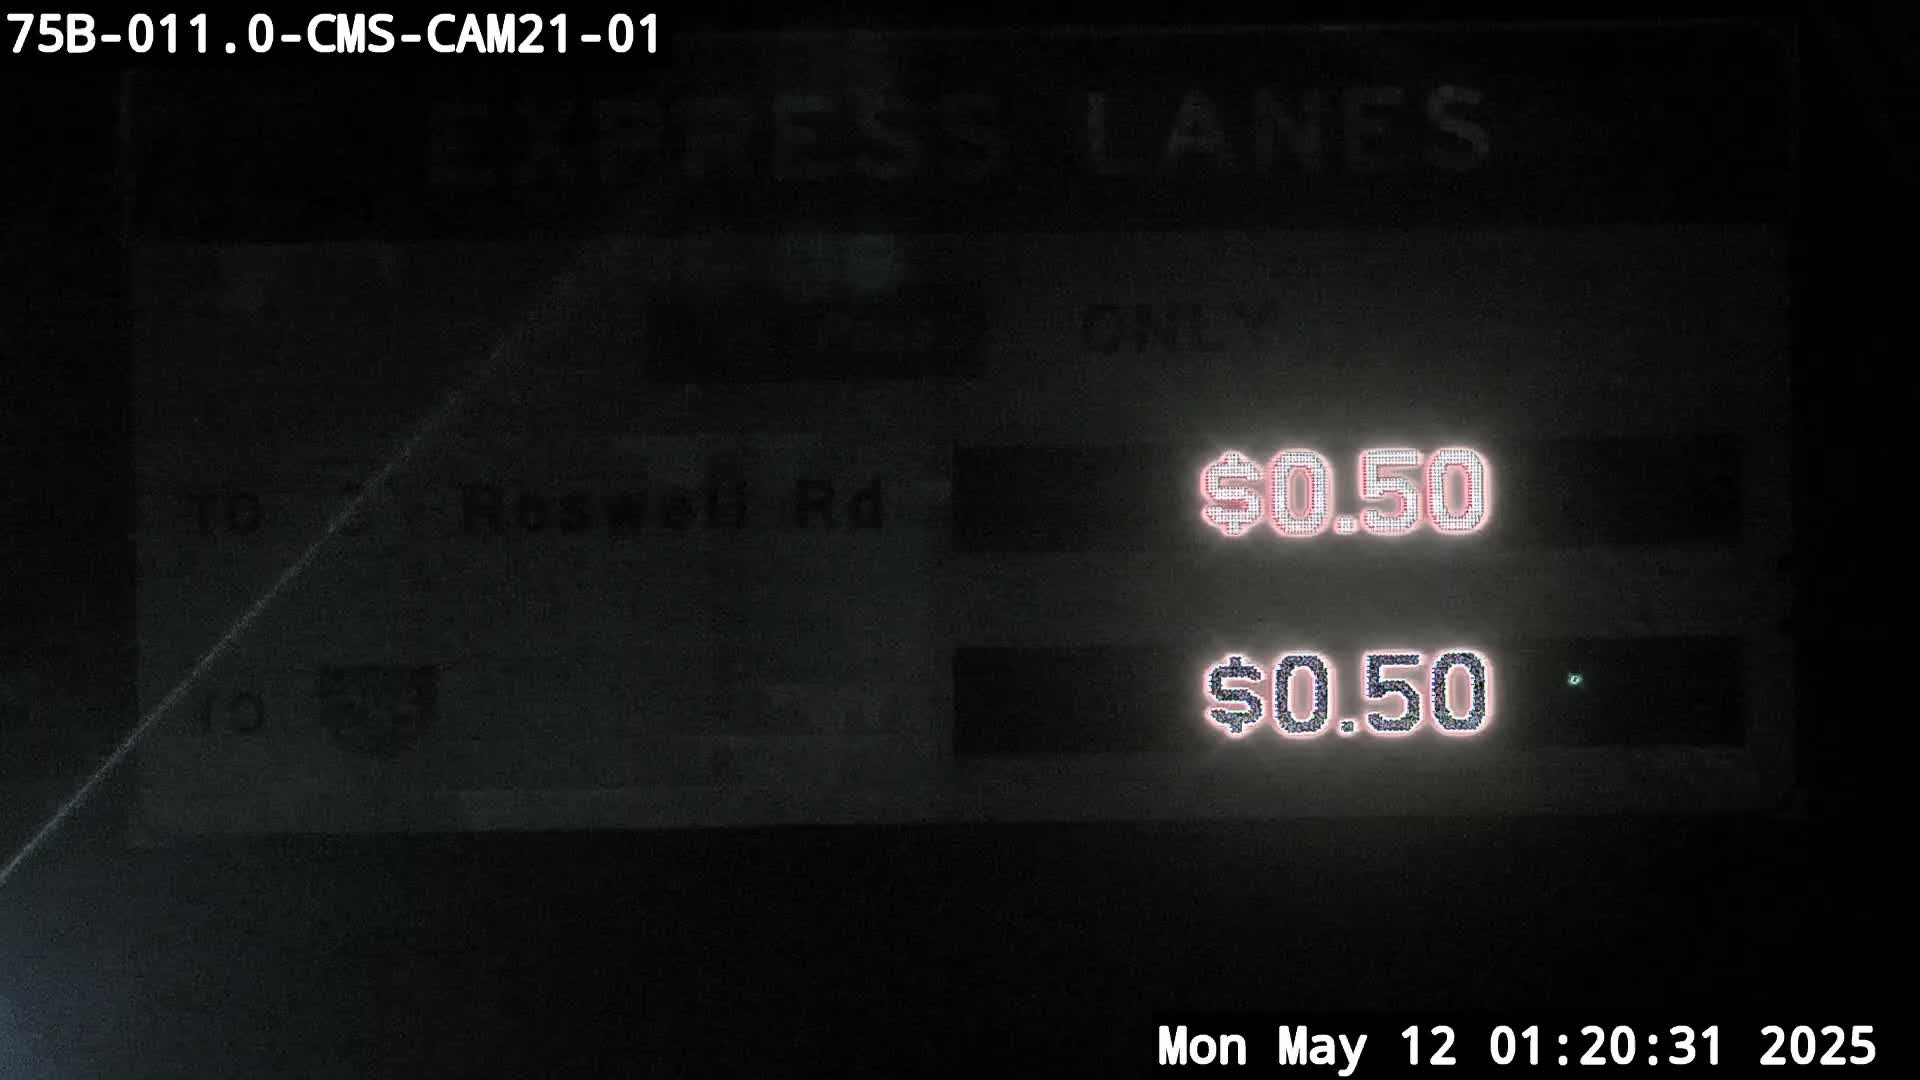 75B-011.0-CMS-CAM21-01
EXPRESS LANES
ONLY
TO Roswell Rd $0.50
TO $0.50
Mon May 12 01:20:31 2025